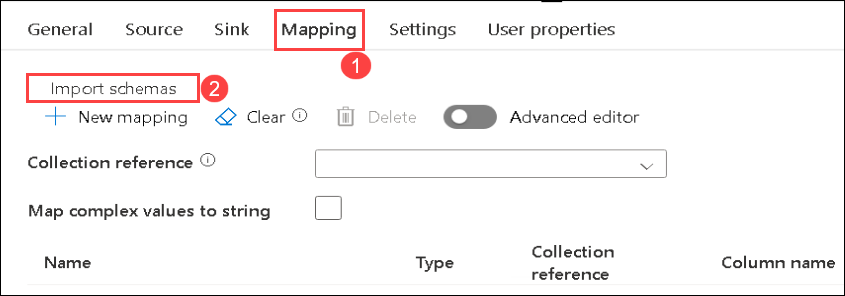 General Source Sink Mapping Settings User properties
1
Import schemas 2
New mapping Clear Delete Advanced editor
Collection reference
Map complex values to string
Name Type Collection reference Column name